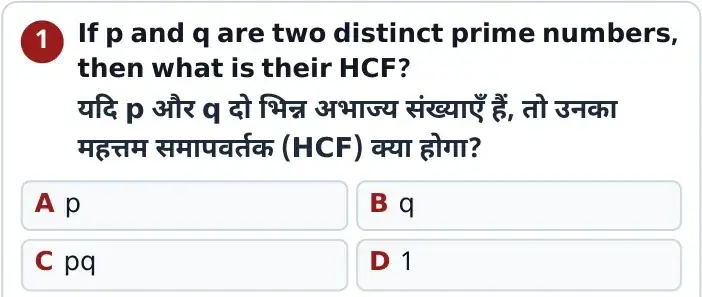 1 If p and q are two distinct prime numbers,
then what is their HCF?
यदि p और q दो भिन्न अभाज्य संख्याएँ हैं, तो उनका
महत्तम समापवर्तक (HCF) क्या होगा?
A p
B q
C pq
D 1